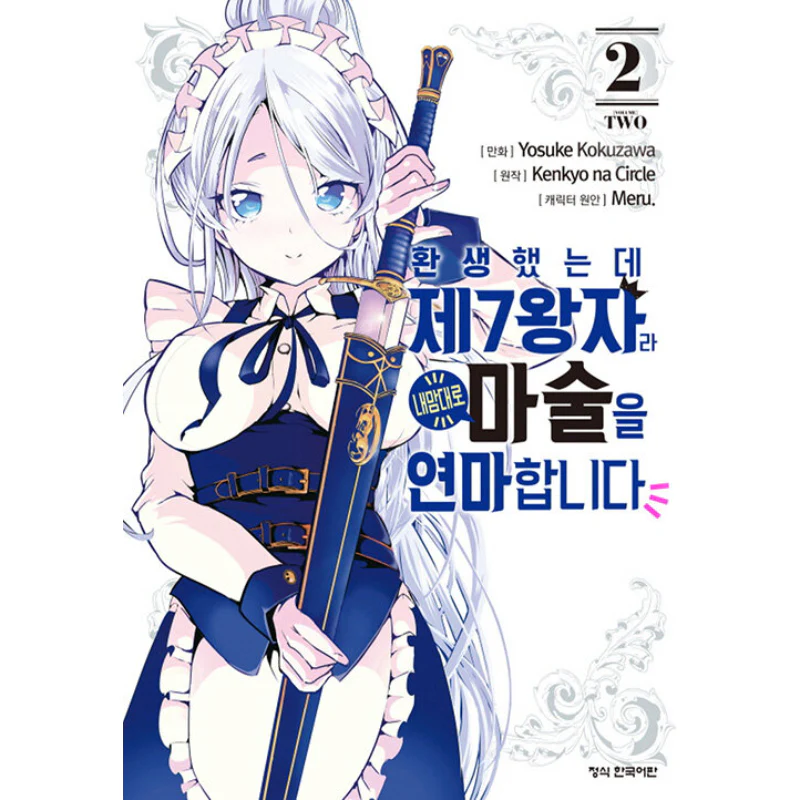 2
[VOLUME]
TWO
[만화] Yosuke Kokuzawa
[원작] Kenkyo na Circle
[캐릭터 원안] Meru.
환생했는데
제7왕자라
내맘대로
마술을
연마합니다
정식 한국어판